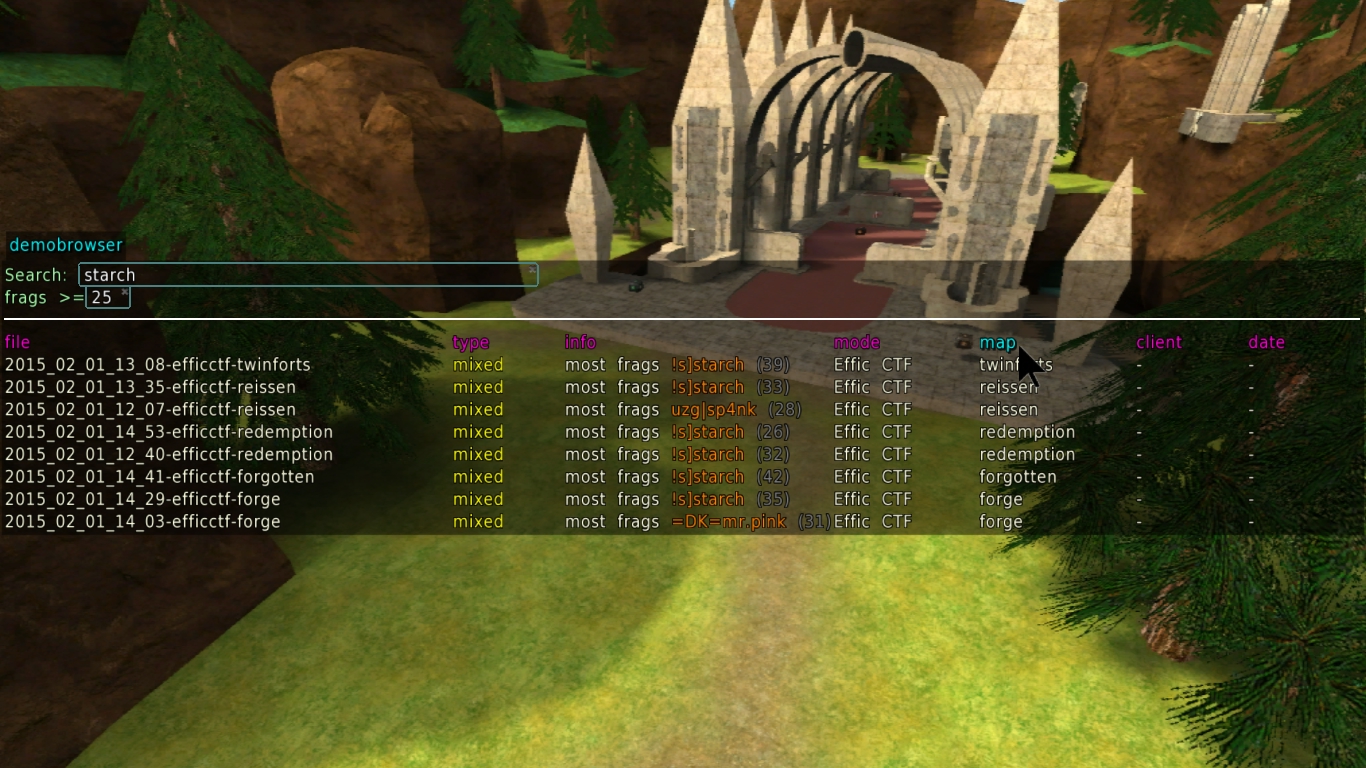 demobrowser
Search: starch
frags >= 25
file type info mode map client date
2015_02_01_13_08-efficctf-twinforts mixed most frags !s]starch (39) Effic CTF twinforts - -
2015_02_01_13_35-efficctf-reissen mixed most frags !s]starch (33) Effic CTF reissen - -
2015_02_01_12_07-efficctf-reissen mixed most frags uzg|sp4nk (28) Effic CTF reissen - -
2015_02_01_14_53-efficctf-redemption mixed most frags !s]starch (26) Effic CTF redemption - -
2015_02_01_12_40-efficctf-redemption mixed most frags !s]starch (32) Effic CTF redemption - -
2015_02_01_14_41-efficctf-forgotten mixed most frags !s]starch (42) Effic CTF forgotten - -
2015_02_01_14_29-efficctf-forge mixed most frags !s]starch (35) Effic CTF forge - -
2015_02_01_14_03-efficctf-forge mixed most frags =DK=mr.pink (31) Effic CTF forge - -